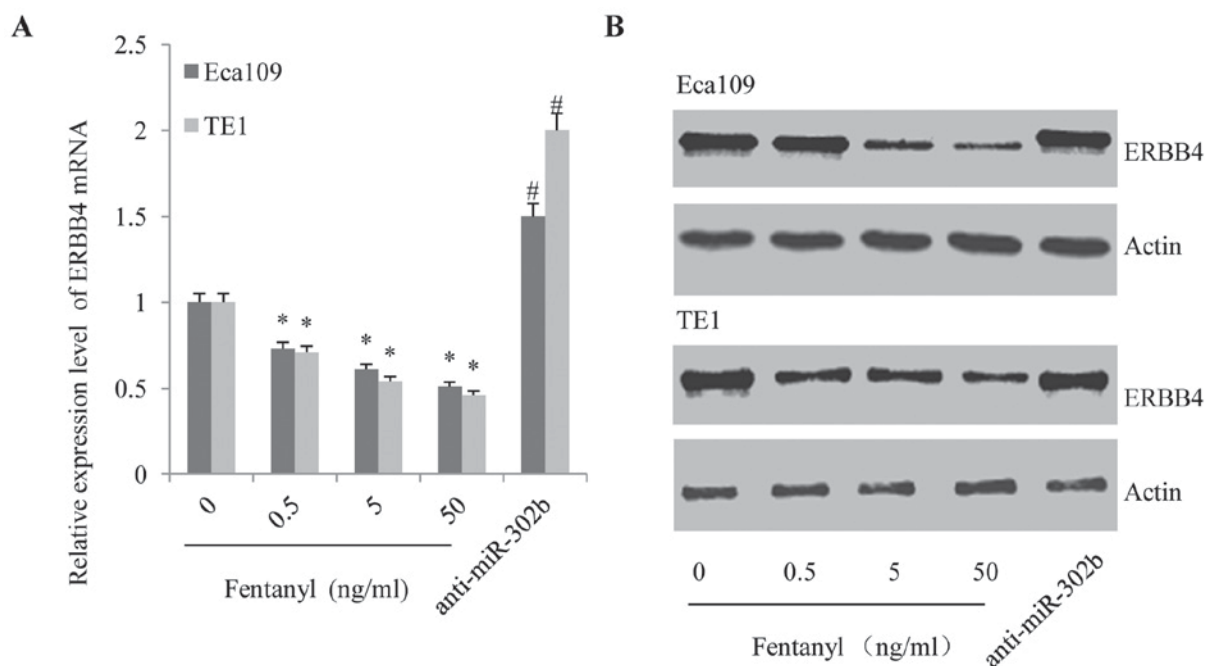 A
Relative expression level of ERBB4 mRNA
2.5
2
1.5
1
0.5
0
Eca109
TE1
* * * * * * # #
0 0.5 5 50 anti-miR-302b
Fentanyl (ng/ml)
B
Eca109
ERBB4
Actin
TE1
ERBB4
Actin
0 0.5 5 50 anti-miR-302b
Fentanyl (ng/ml)